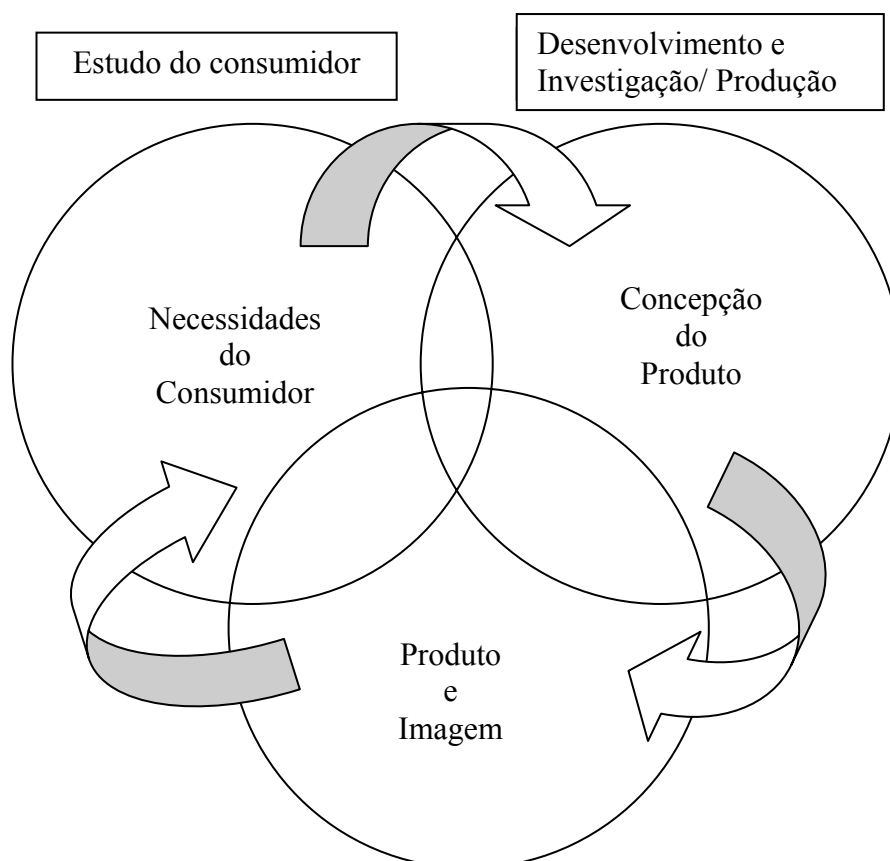 Estudo do consumidor
Desenvolvimento e
Investigação/ Produção
Necessidades
do
Consumidor
Concepção
do
Produto
Produto
e
Imagem